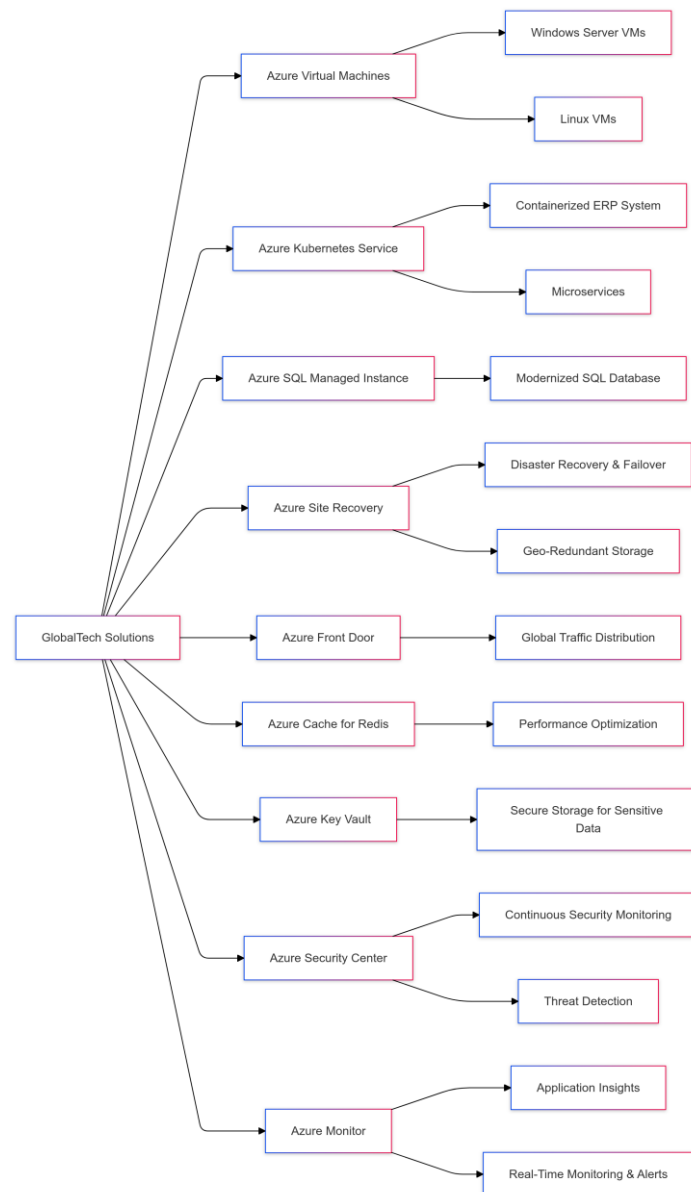 Windows Server VMs
Azure Virtual Machines
Linux VMs
Containerized ERP System
Azure Kubernetes Service
Microservices
Azure SQL Managed Instance
Modernized SQL Database
Disaster Recovery & Failover
Azure Site Recovery
Geo-Redundant Storage
GlobalTech Solutions
Azure Front Door
Global Traffic Distribution
Azure Cache for Redis
Performance Optimization
Azure Key Vault
Secure Storage for Sensitive
Data
Continuous Security Monitoring
Azure Security Center
Threat Detection
Application Insights
Azure Monitor
Real-Time Monitoring & Alerts